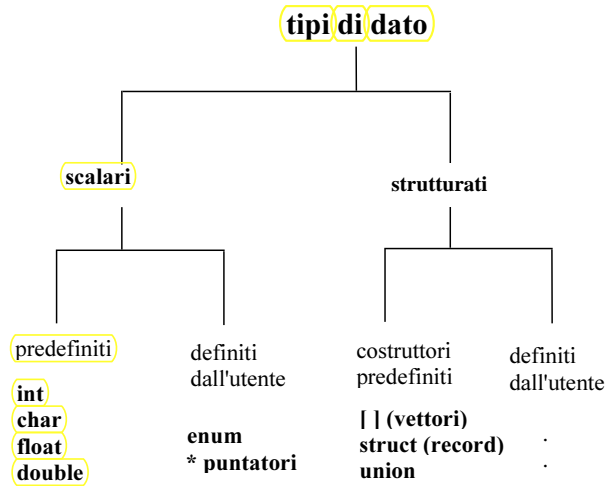 tipi di dato
scalari
strutturati
predefiniti
int
char
float
double
definiti
dall'utente
enum
* puntatori
costruttori
predefiniti
[ ] (vettori)
struct (record)
union
definiti
dall'utente
.
.